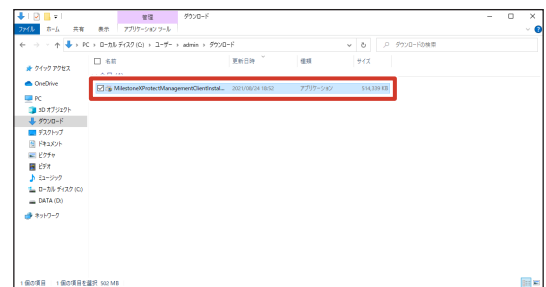 管理 ダウンロード
ファイル ホーム 共有 表示 アプリケーション ツール
PC › ローカル ディスク (C:) › ユーザー › admin › ダウンロード ダウンロードの検索
名前 更新日時 種類 サイズ
クイック アクセス
OneDrive
MilestoneXProtectManagementClientInstal... 2021/08/24 18:52 アプリケーション 514,339 KB
PC
3D オブジェクト
ダウンロード
デスクトップ
ドキュメント
ピクチャ
ビデオ
ミュージック
ローカル ディスク (C:)
DATA (D:)
ネットワーク
1 個の項目 1 個の項目を選択 502 MB